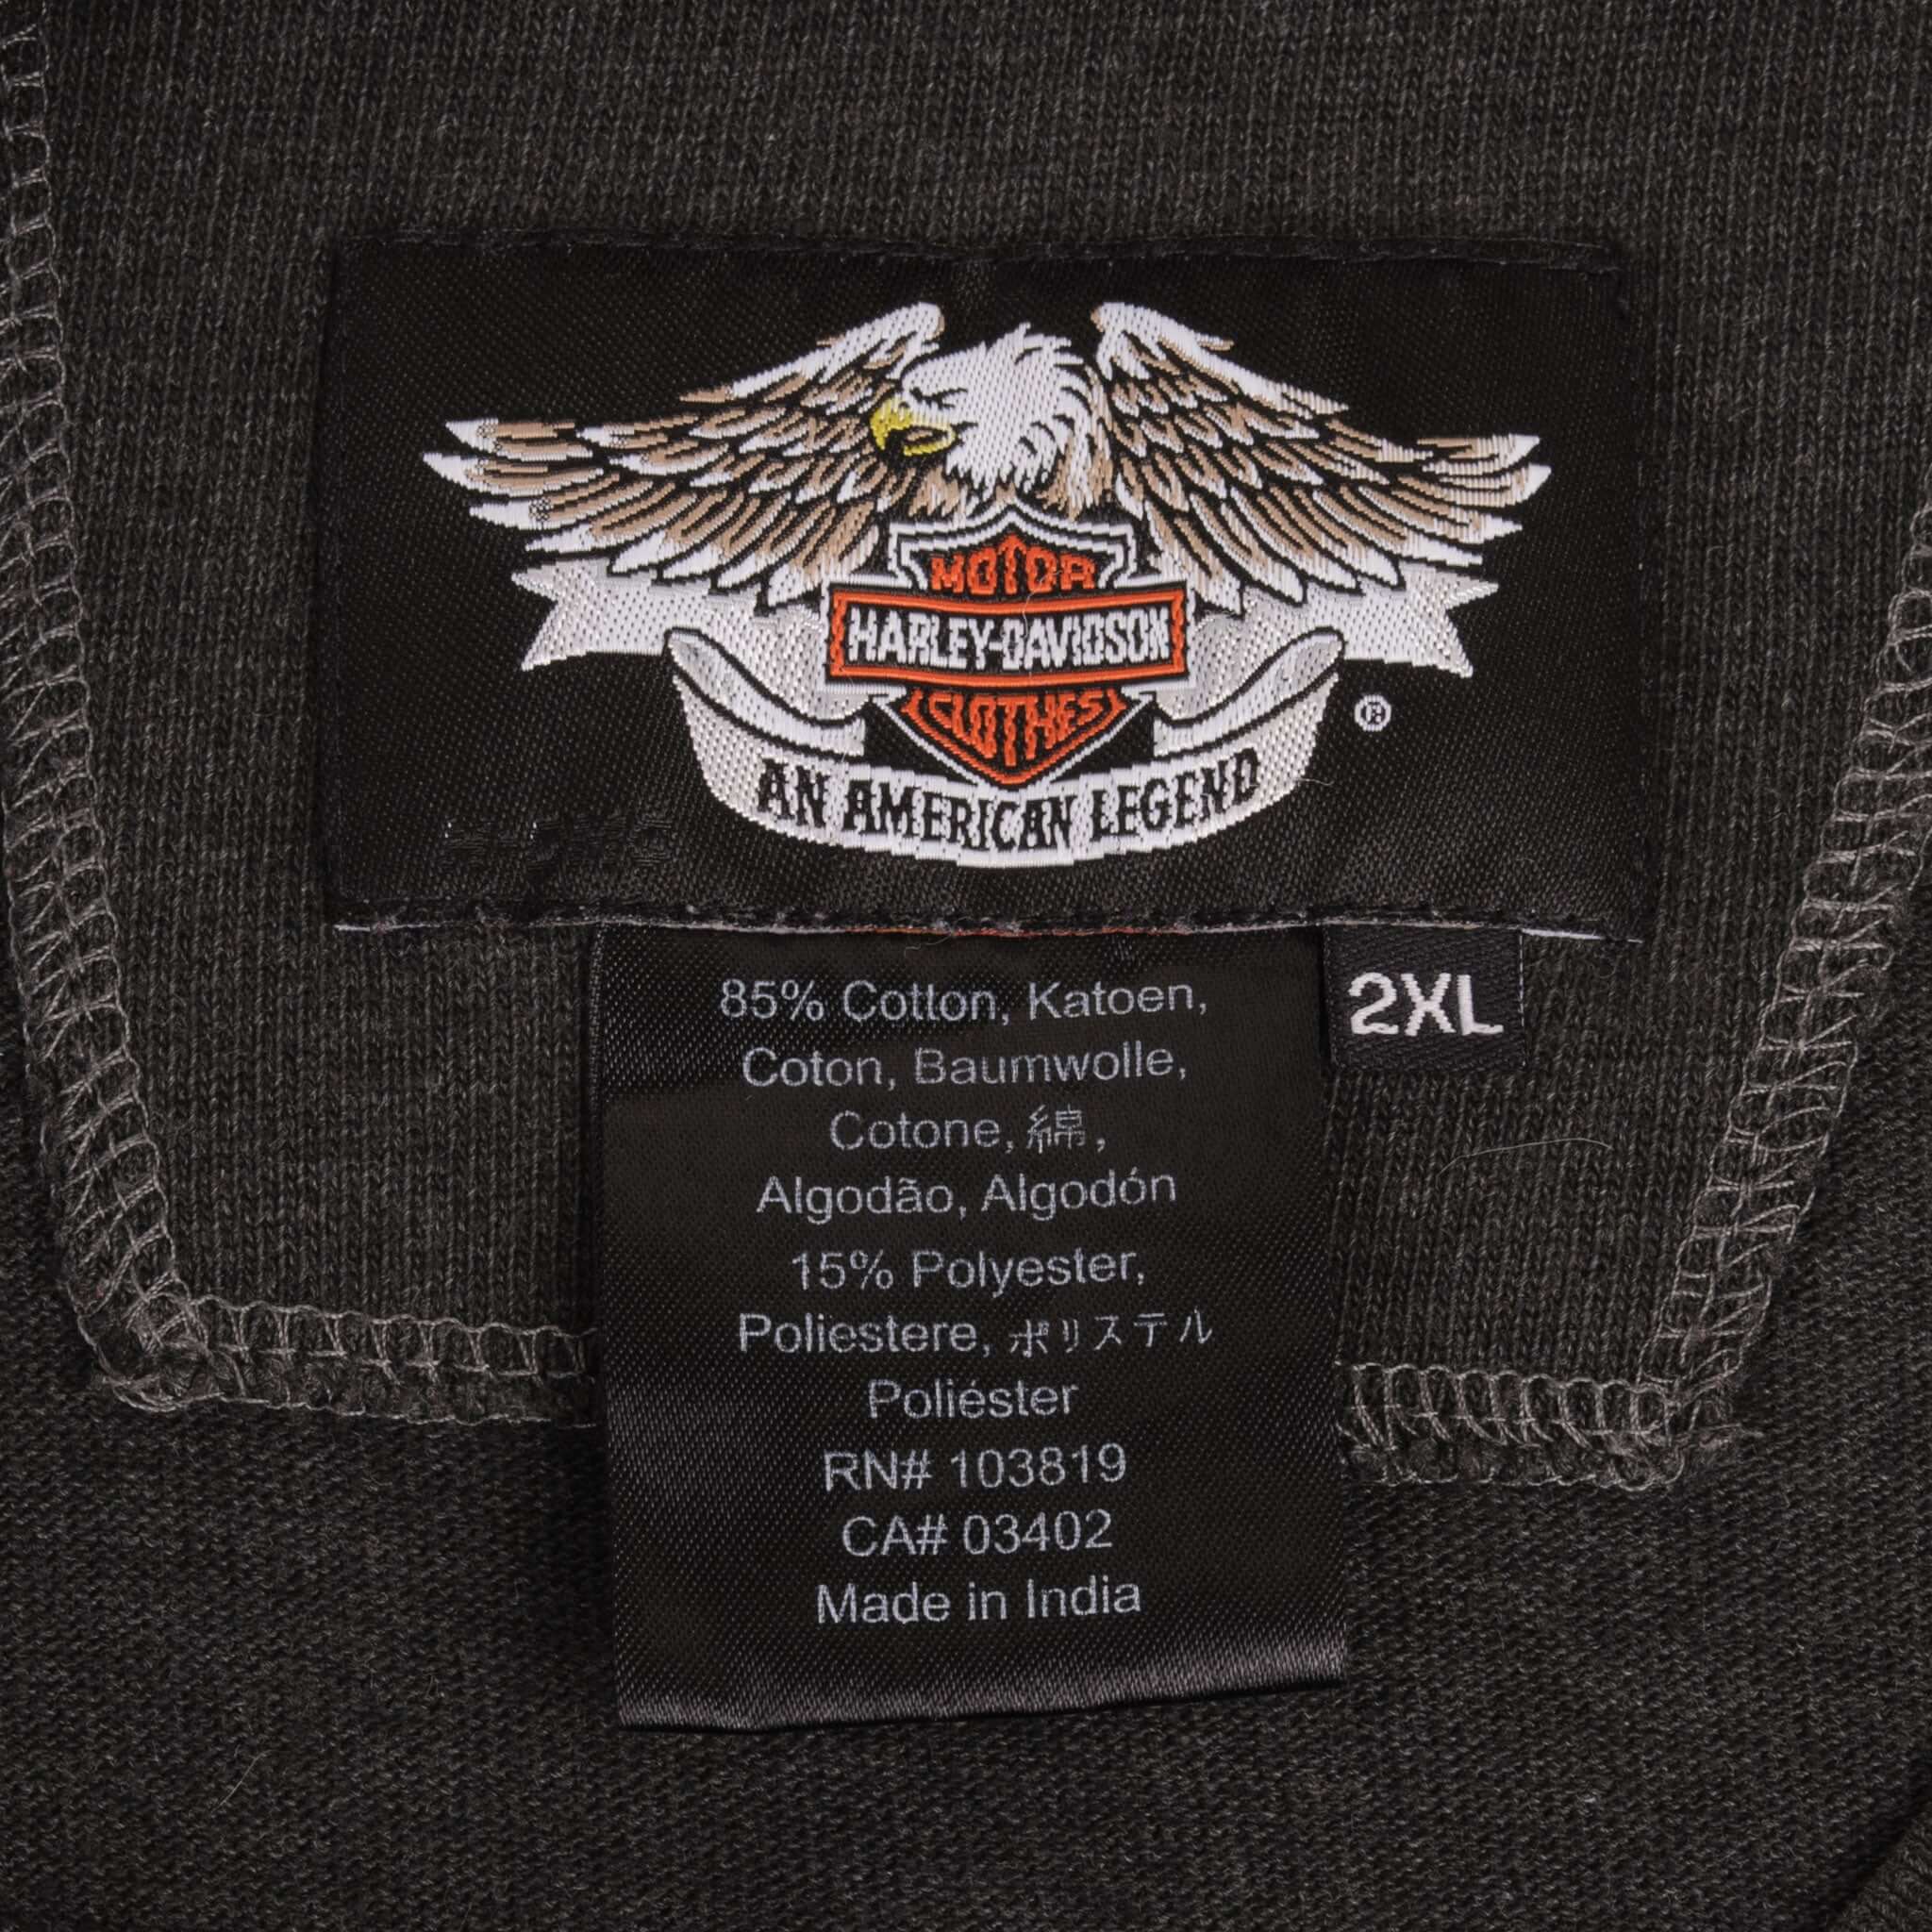 MOTOR
HARLEY-DAVIDSON
CLOTHES
®
AN AMERICAN LEGEND
2XL
85% Cotton, Katoen,
Coton, Baumwolle,
Cotone, 綿,
Algodão, Algodón
15% Polyester,
Poliestere, ポリステル
Poliéster
RN# 103819
CA# 03402
Made in India